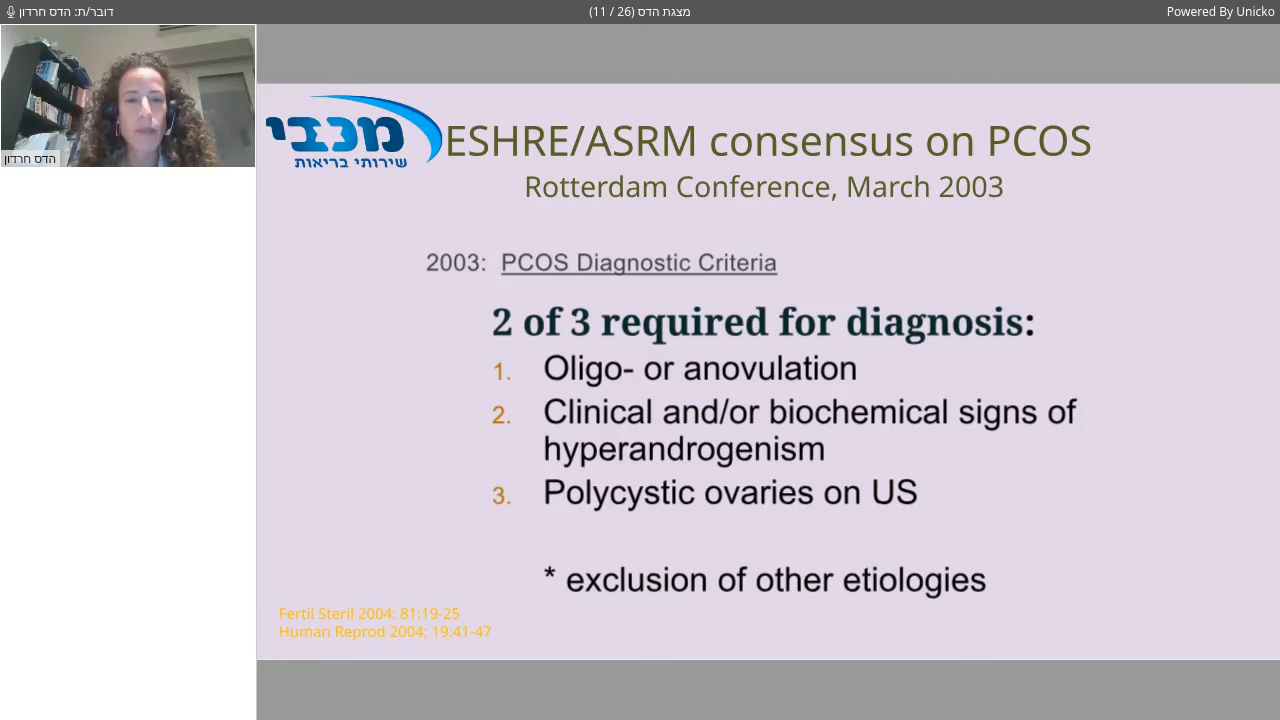 דובר/ת: הדס חרדון
מצגת הדס (26 / 11)
Powered By Unicko
הדס חרדון
מכבי
שירותי בריאות
ESHRE/ASRM consensus on PCOS
Rotterdam Conference, March 2003
2003: PCOS Diagnostic Criteria
2 of 3 required for diagnosis:
1. Oligo- or anovulation
2. Clinical and/or biochemical signs of
hyperandrogenism
3. Polycystic ovaries on US
* exclusion of other etiologies
Fertil Steril 2004: 81:19-25
Human Reprod 2004; 19:41-47